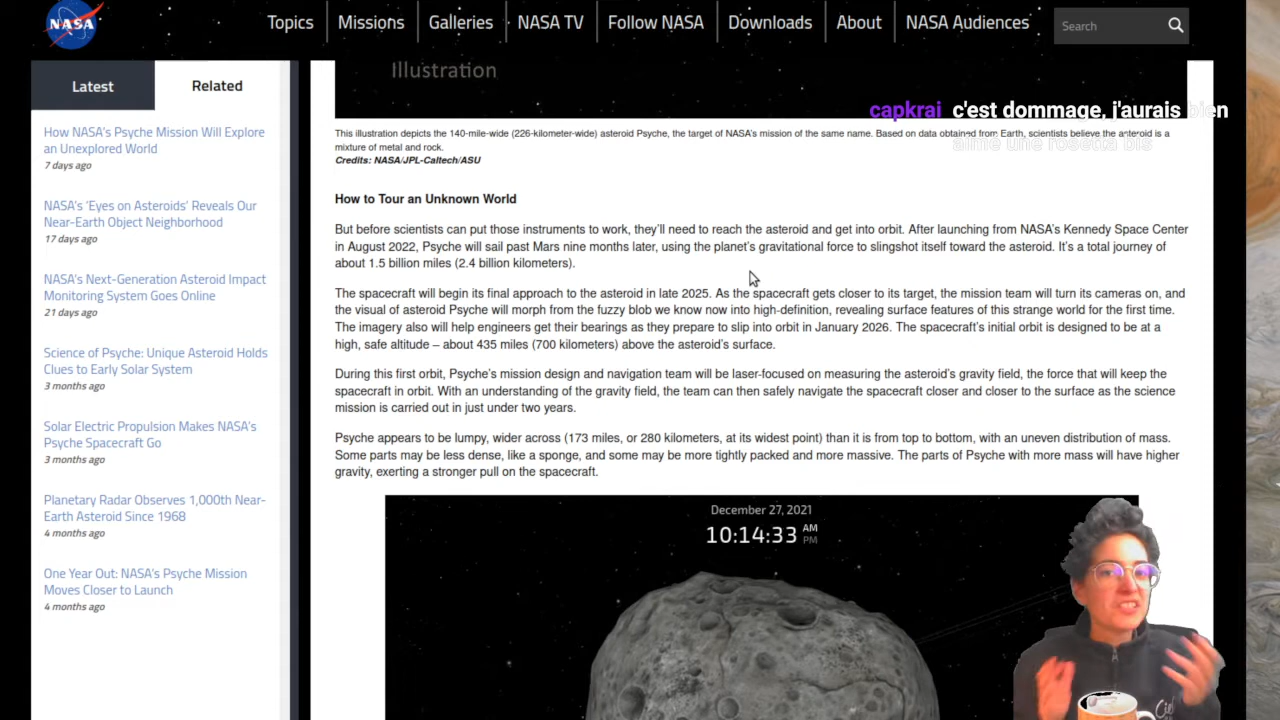 NASA
Topics
Missions
Galleries
NASA TV
Follow NASA
Downloads
About
NASA Audiences
Search
Latest
Related
How NASA's Psyche Mission Will Explore
an Unexplored World
7 days ago
NASA's 'Eyes on Asteroids' Reveals Our
Near-Earth Object Neighborhood
17 days ago
NASA's Next-Generation Asteroid Impact
Monitoring System Goes Online
21 days ago
Science of Psyche: Unique Asteroid Holds
Clues to Early Solar System
3 months ago
Solar Electric Propulsion Makes NASA's
Psyche Spacecraft Go
3 months ago
Planetary Radar Observes 1,000th Near-
Earth Asteroid Since 1968
4 months ago
One Year Out: NASA's Psyche Mission
Moves Closer to Launch
4 months ago
Illustration
capkrai c'est dommage, j'aurais bien
aimé une rosetta bis
This illustration depicts the 140-mile-wide (226-kilometer-wide) asteroid Psyche, the target of NASA's mission of the same name. Based on data obtained from Earth, scientists believe the asteroid is a
mixture of metal and rock.
Credits: NASA/JPL-Caltech/ASU
How to Tour an Unknown World
But before scientists can put those instruments to work, they'll need to reach the asteroid and get into orbit. After launching from NASA's Kennedy Space Center
in August 2022, Psyche will sail past Mars nine months later, using the planet's gravitational force to slingshot itself toward the asteroid. It's a total journey of
about 1.5 billion miles (2.4 billion kilometers).
The spacecraft will begin its final approach to the asteroid in late 2025. As the spacecraft gets closer to its target, the mission team will turn its cameras on, and
the visual of asteroid Psyche will morph from the fuzzy blob we know now into high-definition, revealing surface features of this strange world for the first time.
The imagery also will help engineers get their bearings as they prepare to slip into orbit in January 2026. The spacecraft's initial orbit is designed to be at a
high, safe altitude – about 435 miles (700 kilometers) above the asteroid's surface.
During this first orbit, Psyche's mission design and navigation team will be laser-focused on measuring the asteroid's gravity field, the force that will keep the
spacecraft in orbit. With an understanding of the gravity field, the team can then safely navigate the spacecraft closer and closer to the surface as the science
mission is carried out in just under two years.
Psyche appears to be lumpy, wider across (173 miles, or 280 kilometers, at its widest point) than it is from top to bottom, with an uneven distribution of mass.
Some parts may be less dense, like a sponge, and some may be more tightly packed and more massive. The parts of Psyche with more mass will have higher
gravity, exerting a stronger pull on the spacecraft.
December 27, 2021
10:14:33 AM
PM
Ciel